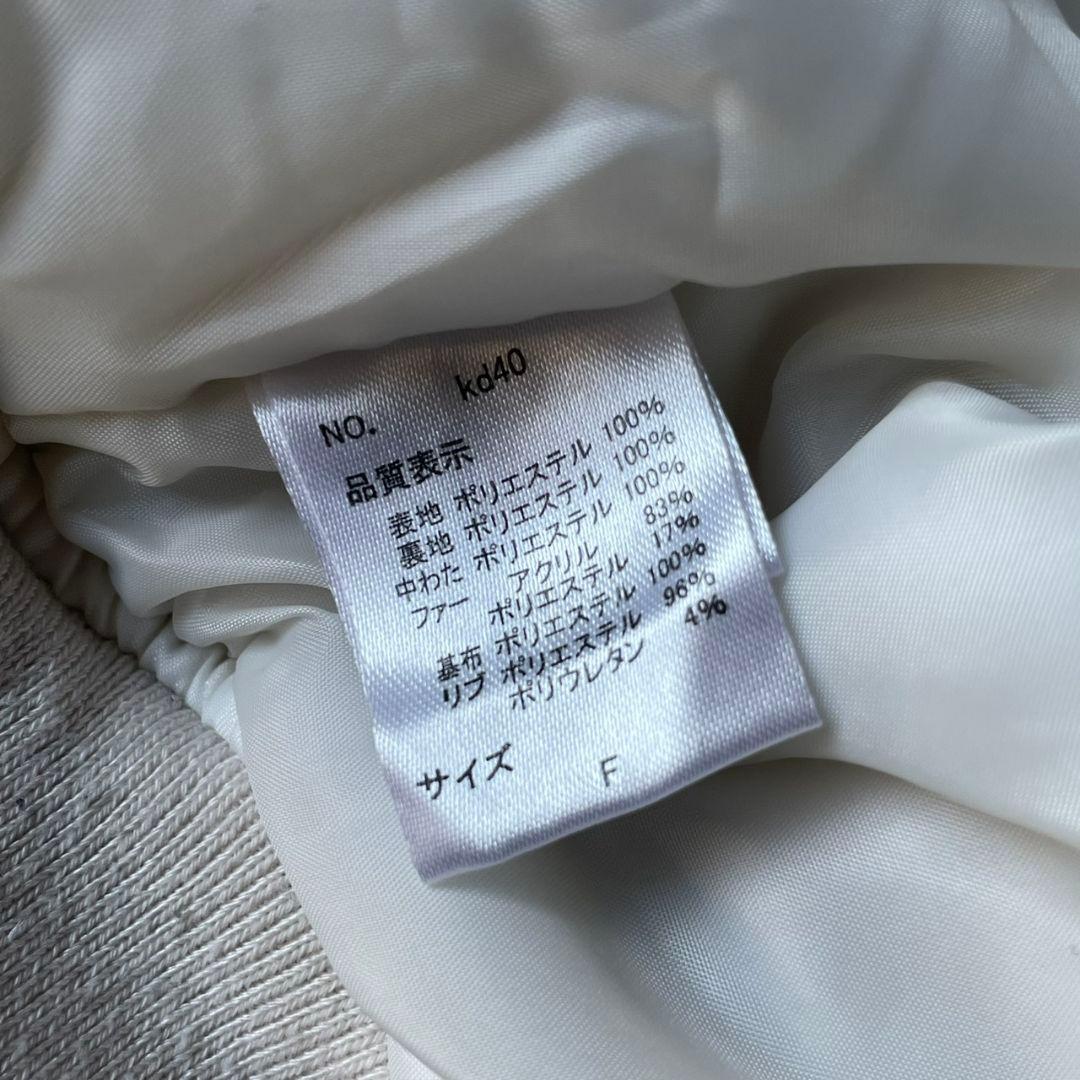 NO. kd40
品質表示
表地 ポリエステル 100%
裏地 ポリエステル 100%
中わた ポリエステル 100%
ファー アクリル 83%
ポリエステル 17%
基布 ポリエステル 100%
リブ ポリエステル 96%
ポリウレタン 4%
サイズ F